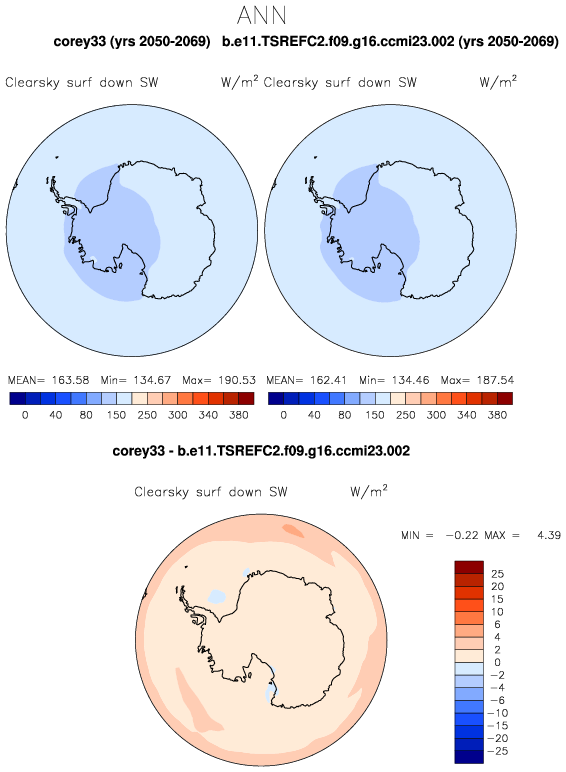 ANN
corey33 (yrs 2050-2069) b.e11.TSREFC2.f09.g16.ccmi23.002 (yrs 2050-2069)
Clearsky surf down SW W/m² Clearsky surf down SW W/m²
MEAN= 163.58 Min= 134.67 Max= 190.53 MEAN= 162.41 Min= 134.46 Max= 187.54
0 40 80 150 250 300 340 380 0 40 80 150 250 300 340 380
corey33 - b.e11.TSREFC2.f09.g16.ccmi23.002
Clearsky surf down SW W/m²
MIN = -0.22 MAX = 4.39
25
20
15
10
6
4
2
0
-2
-4
-6
-10
-15
-20
-25